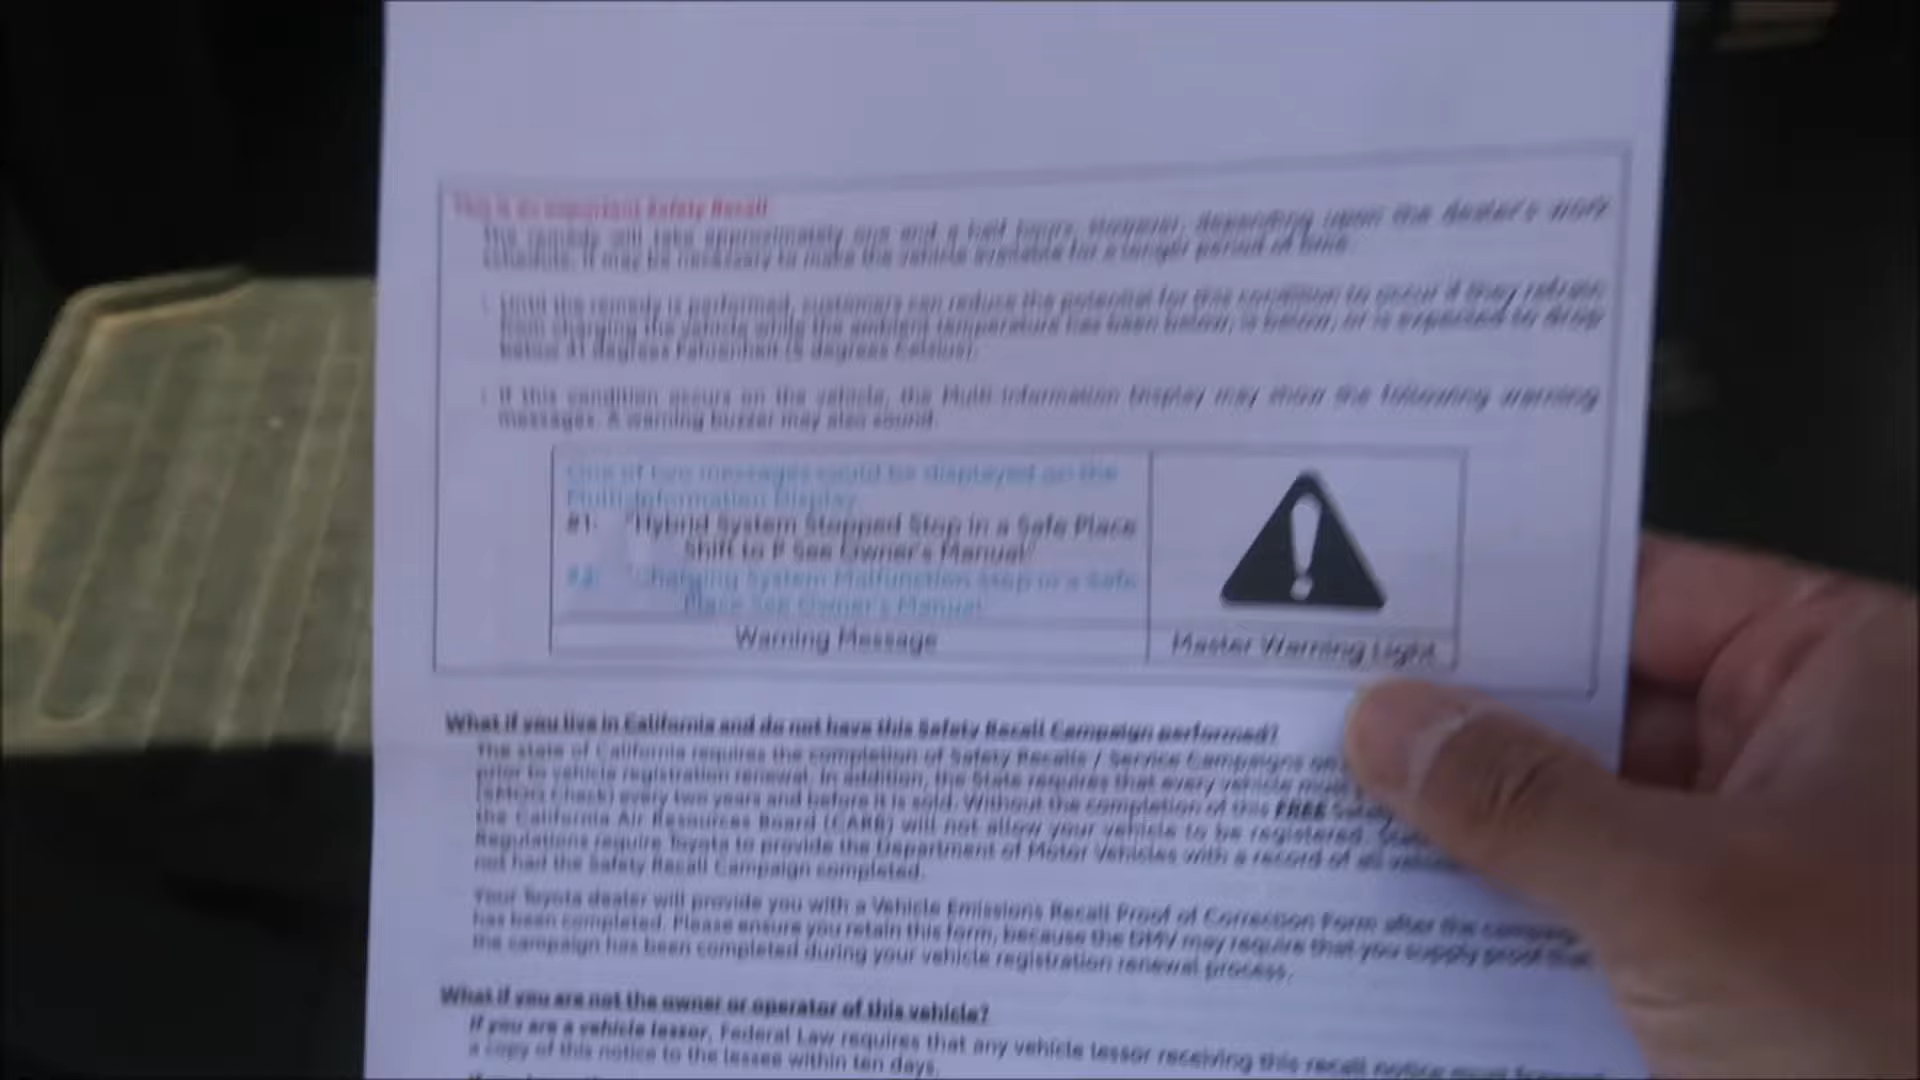 This is an important Safety Recall
The remedy will take approximately one and a half hours. However, depending upon the dealer's work
schedule, it may be necessary to make the vehicle available for a longer period of time.
Until the remedy is performed, customers can reduce the potential for this condition to occur if they refrain
from charging the vehicle while the ambient temperature has been below, is below, or is expected to drop
below 41 degrees Fahrenheit (5 degrees Celsius).
If this condition occurs on the vehicle, the Multi-Information Display may show the following warning
messages. A warning buzzer may also sound.
One of two messages could be displayed on the
Multi-Information Display
#1: "Hybrid System Stopped Stop in a Safe Place
Shift to P See Owner's Manual"
#2: "Charging System Malfunction Stop in a Safe
Place See Owner's Manual
Warning Message
Master Warning Light
What if you live in California and do not have this Safety Recall Campaign performed?
The state of California requires the completion of Safety Recalls / Service Campaigns on
prior to vehicle registration renewal. In addition, the State requires that every vehicle must
(SMOG Check) every two years and before it is sold. Without the completion of this FREE Safety
the California Air Resources Board (CARB) will not allow your vehicle to be registered. State
Regulations require Toyota to provide the Department of Motor Vehicles with a record of all vehicles
not had the Safety Recall Campaign completed.
Your Toyota dealer will provide you with a Vehicle Emissions Recall Proof of Correction Form after the campaign
has been completed. Please ensure you retain this form, because the DMV may require that you supply proof that
the campaign has been completed during your vehicle registration renewal process.
What if you are not the owner or operator of this vehicle?
If you are a vehicle lessor, Federal Law requires that any vehicle lessor receiving this recall notice must forward
a copy of this notice to the lessee within ten days.